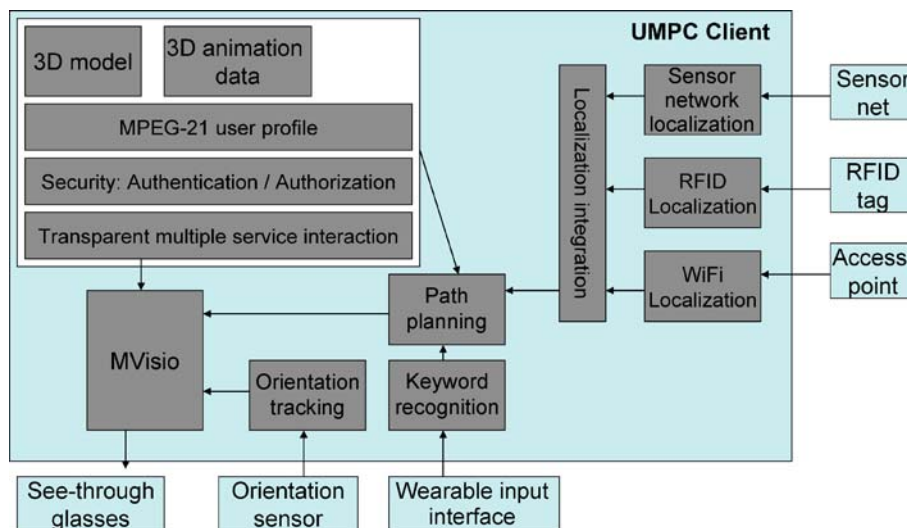 UMPC Client
3D model
3D animation
data
MPEG-21 user profile
Security: Authentication / Authorization
Transparent multiple service interaction
Localization integration
Sensor
network
localization
Sensor
net
RFID
Localization
RFID
tag
WiFi
Localization
Access
point
Path
planning
MVisio
Orientation
tracking
Keyword
recognition
See-through
glasses
Orientation
sensor
Wearable input
interface